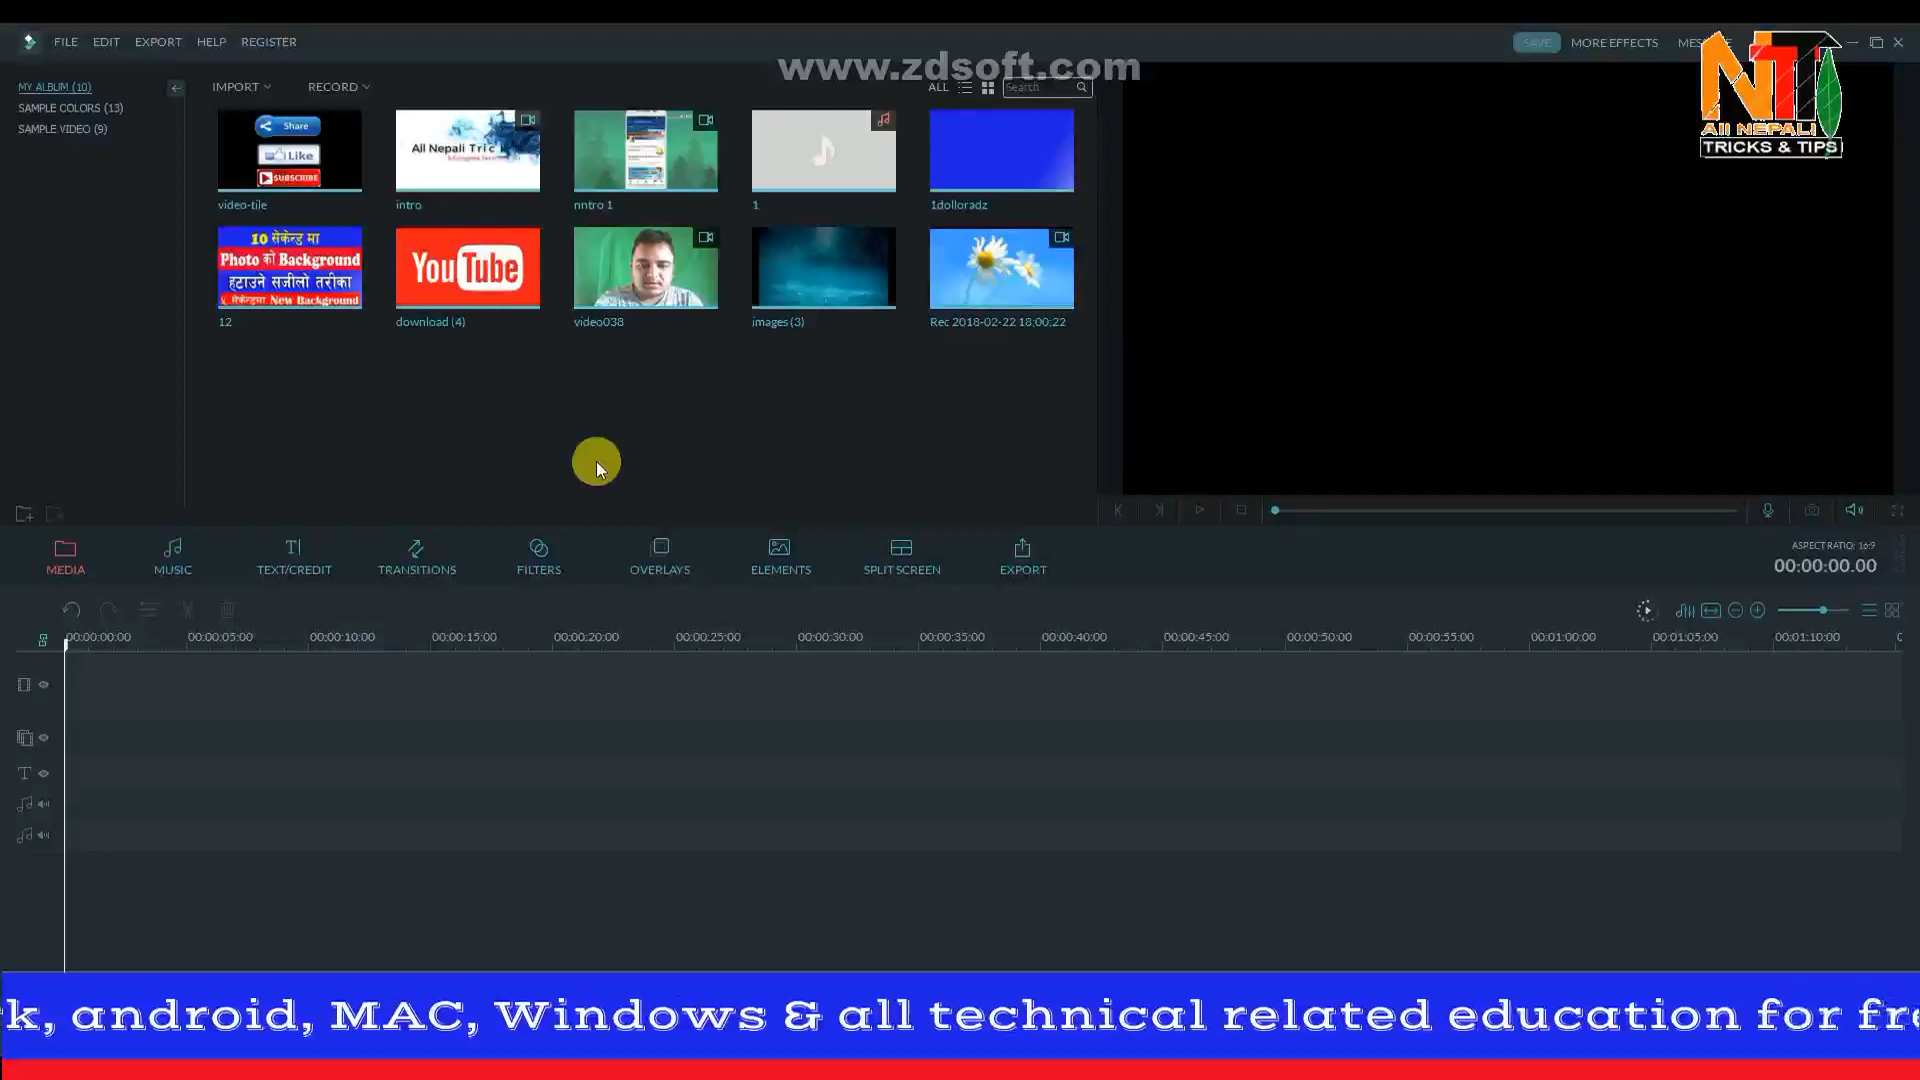 FILE EDIT EXPORT HELP REGISTER
SAVE MORE EFFECTS
www.zdsoft.com
NTT
All NEPALI
TRICKS & TIPS
MY ALBUM (10)
SAMPLE COLORS (13)
SAMPLE VIDEO (9)
IMPORT RECORD
ALL Search
Share
Like
SUBSCRIBE
All Nepali Tric
video-tile intro nntro 1 1 1dolloradz
10 सेकेन्ड मा
Photo को Background
हटाउने सजीलो तरीका
५ सेकेन्डमा New Background
YouTube
12 download (4) video038 images (3) Rec 2018-02-22 18;00;22
MEDIA MUSIC TEXT/CREDIT TRANSITIONS FILTERS OVERLAYS ELEMENTS SPLIT SCREEN EXPORT
ASPECT RATIO: 16:9
00:00:00.00
00:00:00:00 00:00:05:00 00:00:10:00 00:00:15:00 00:00:20:00 00:00:25:00 00:00:30:00 00:00:35:00 00:00:40:00 00:00:45:00 00:00:50:00 00:00:55:00 00:01:00:00 00:01:05:00 00:01:10:00
k, android, MAC, Windows & all technical related education for fre